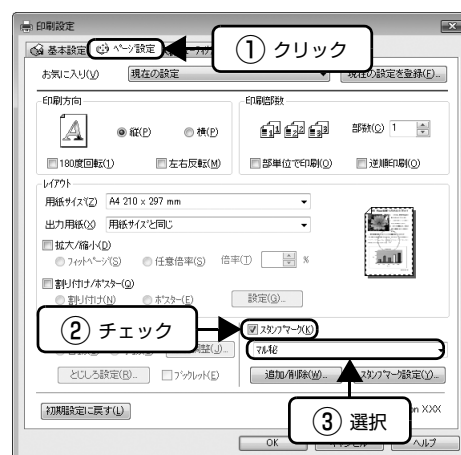 印刷設定
基本設定 ページ設定
① クリック
お気に入り(V) 現在の設定 現在の設定を登録(F)...
印刷方向 印刷部数
縦(P) 横(P) 部数(C) 1
180度回転(1) 左右反転(M) 部単位で印刷(O) 逆順印刷(O)
レイアウト
用紙サイズ(Z) A4 210 x 297 mm
出力用紙(X) 用紙サイズと同じ
拡大/縮小(D)
フィットページ(S) 任意倍率(S) 倍率(T) %
割り付け/ポスター(Q)
割り付け(N) ポスター(E) 設定(G)...
② チェック スタンプマーク(K)
マル秘
とじしろ設定(R)... ブックレット(E) 追加/削除(W)... スタンプマーク設定(Y)...
③ 選択
初期設定に戻す(L)
OK ヘルプ